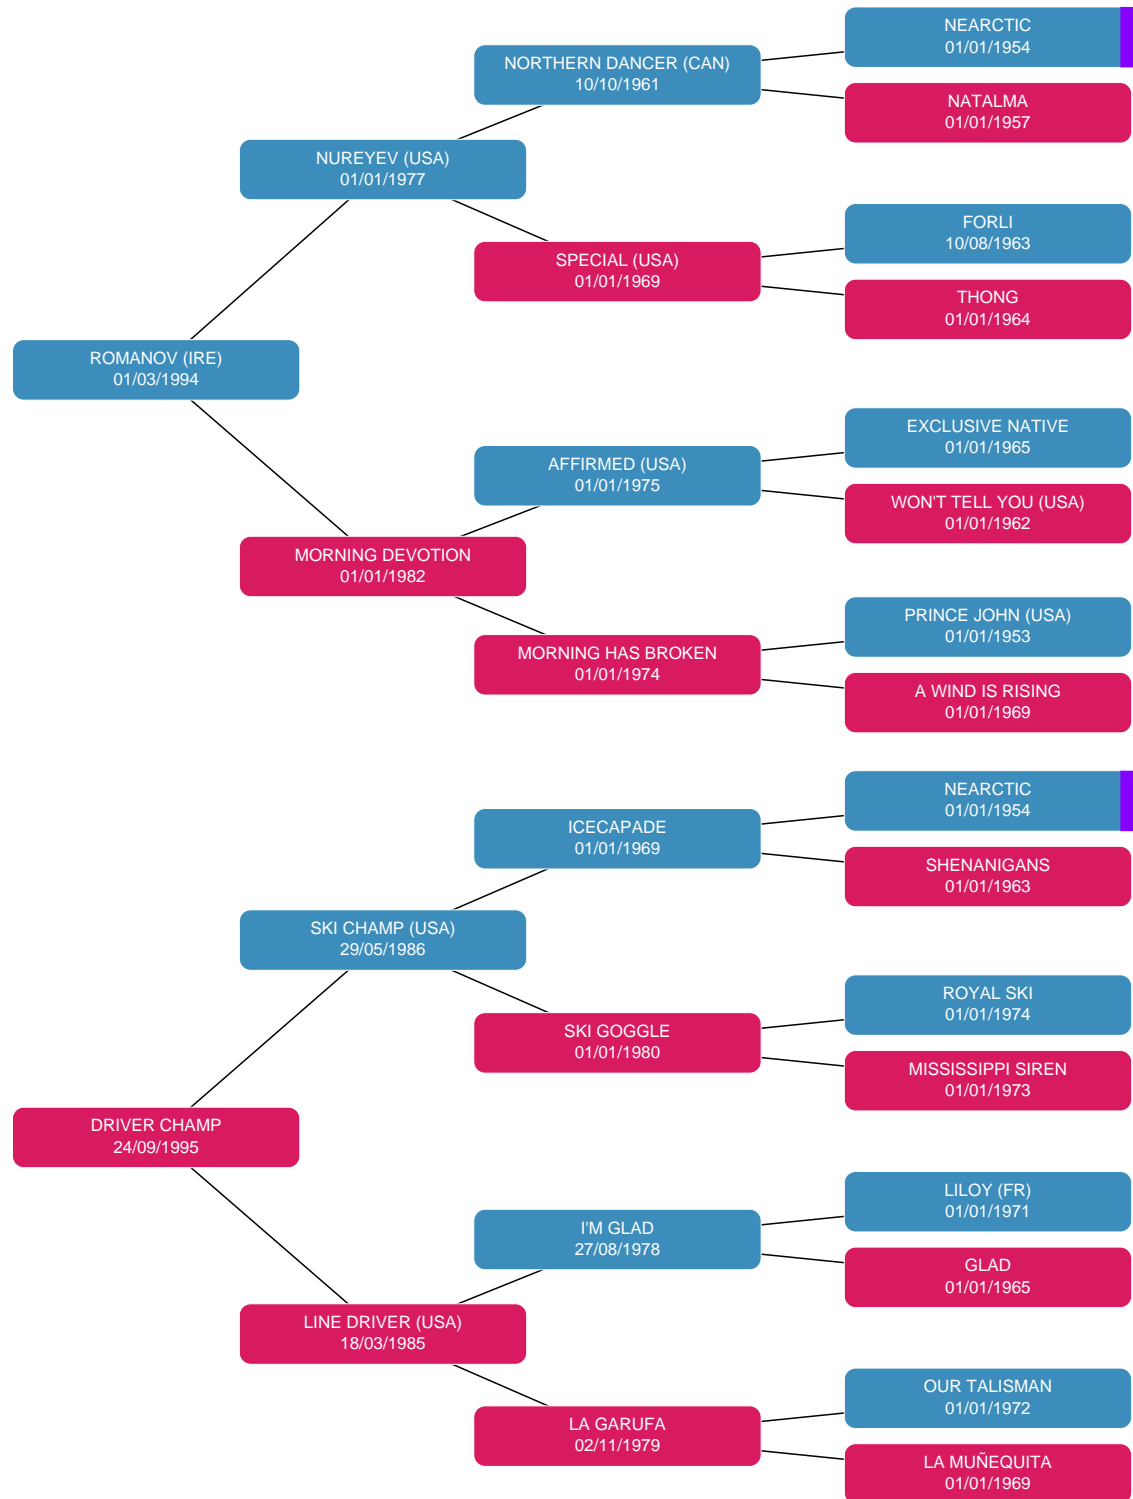 NEARCTIC
01/01/1954
NORTHERN DANCER (CAN)
10/10/1961
NATALMA
01/01/1957
NUREYEV (USA)
01/01/1977
FORLI
10/08/1963
SPECIAL (USA)
01/01/1969
THONG
01/01/1964
ROMANOV (IRE)
01/03/1994
EXCLUSIVE NATIVE
01/01/1965
AFFIRMED (USA)
01/01/1975
WON'T TELL YOU (USA)
01/01/1962
MORNING DEVOTION
01/01/1982
PRINCE JOHN (USA)
01/01/1953
MORNING HAS BROKEN
01/01/1974
A WIND IS RISING
01/01/1969
NEARCTIC
01/01/1954
ICECAPADE
01/01/1969
SHENANIGANS
01/01/1963
SKI CHAMP (USA)
29/05/1986
ROYAL SKI
01/01/1974
SKI GOGGLE
01/01/1980
MISSISSIPPI SIREN
01/01/1973
DRIVER CHAMP
24/09/1995
LILOY (FR)
01/01/1971
I'M GLAD
27/08/1978
GLAD
01/01/1965
LINE DRIVER (USA)
18/03/1985
OUR TALISMAN
01/01/1972
LA GARUFA
02/11/1979
LA MUÑEQUITA
01/01/1969